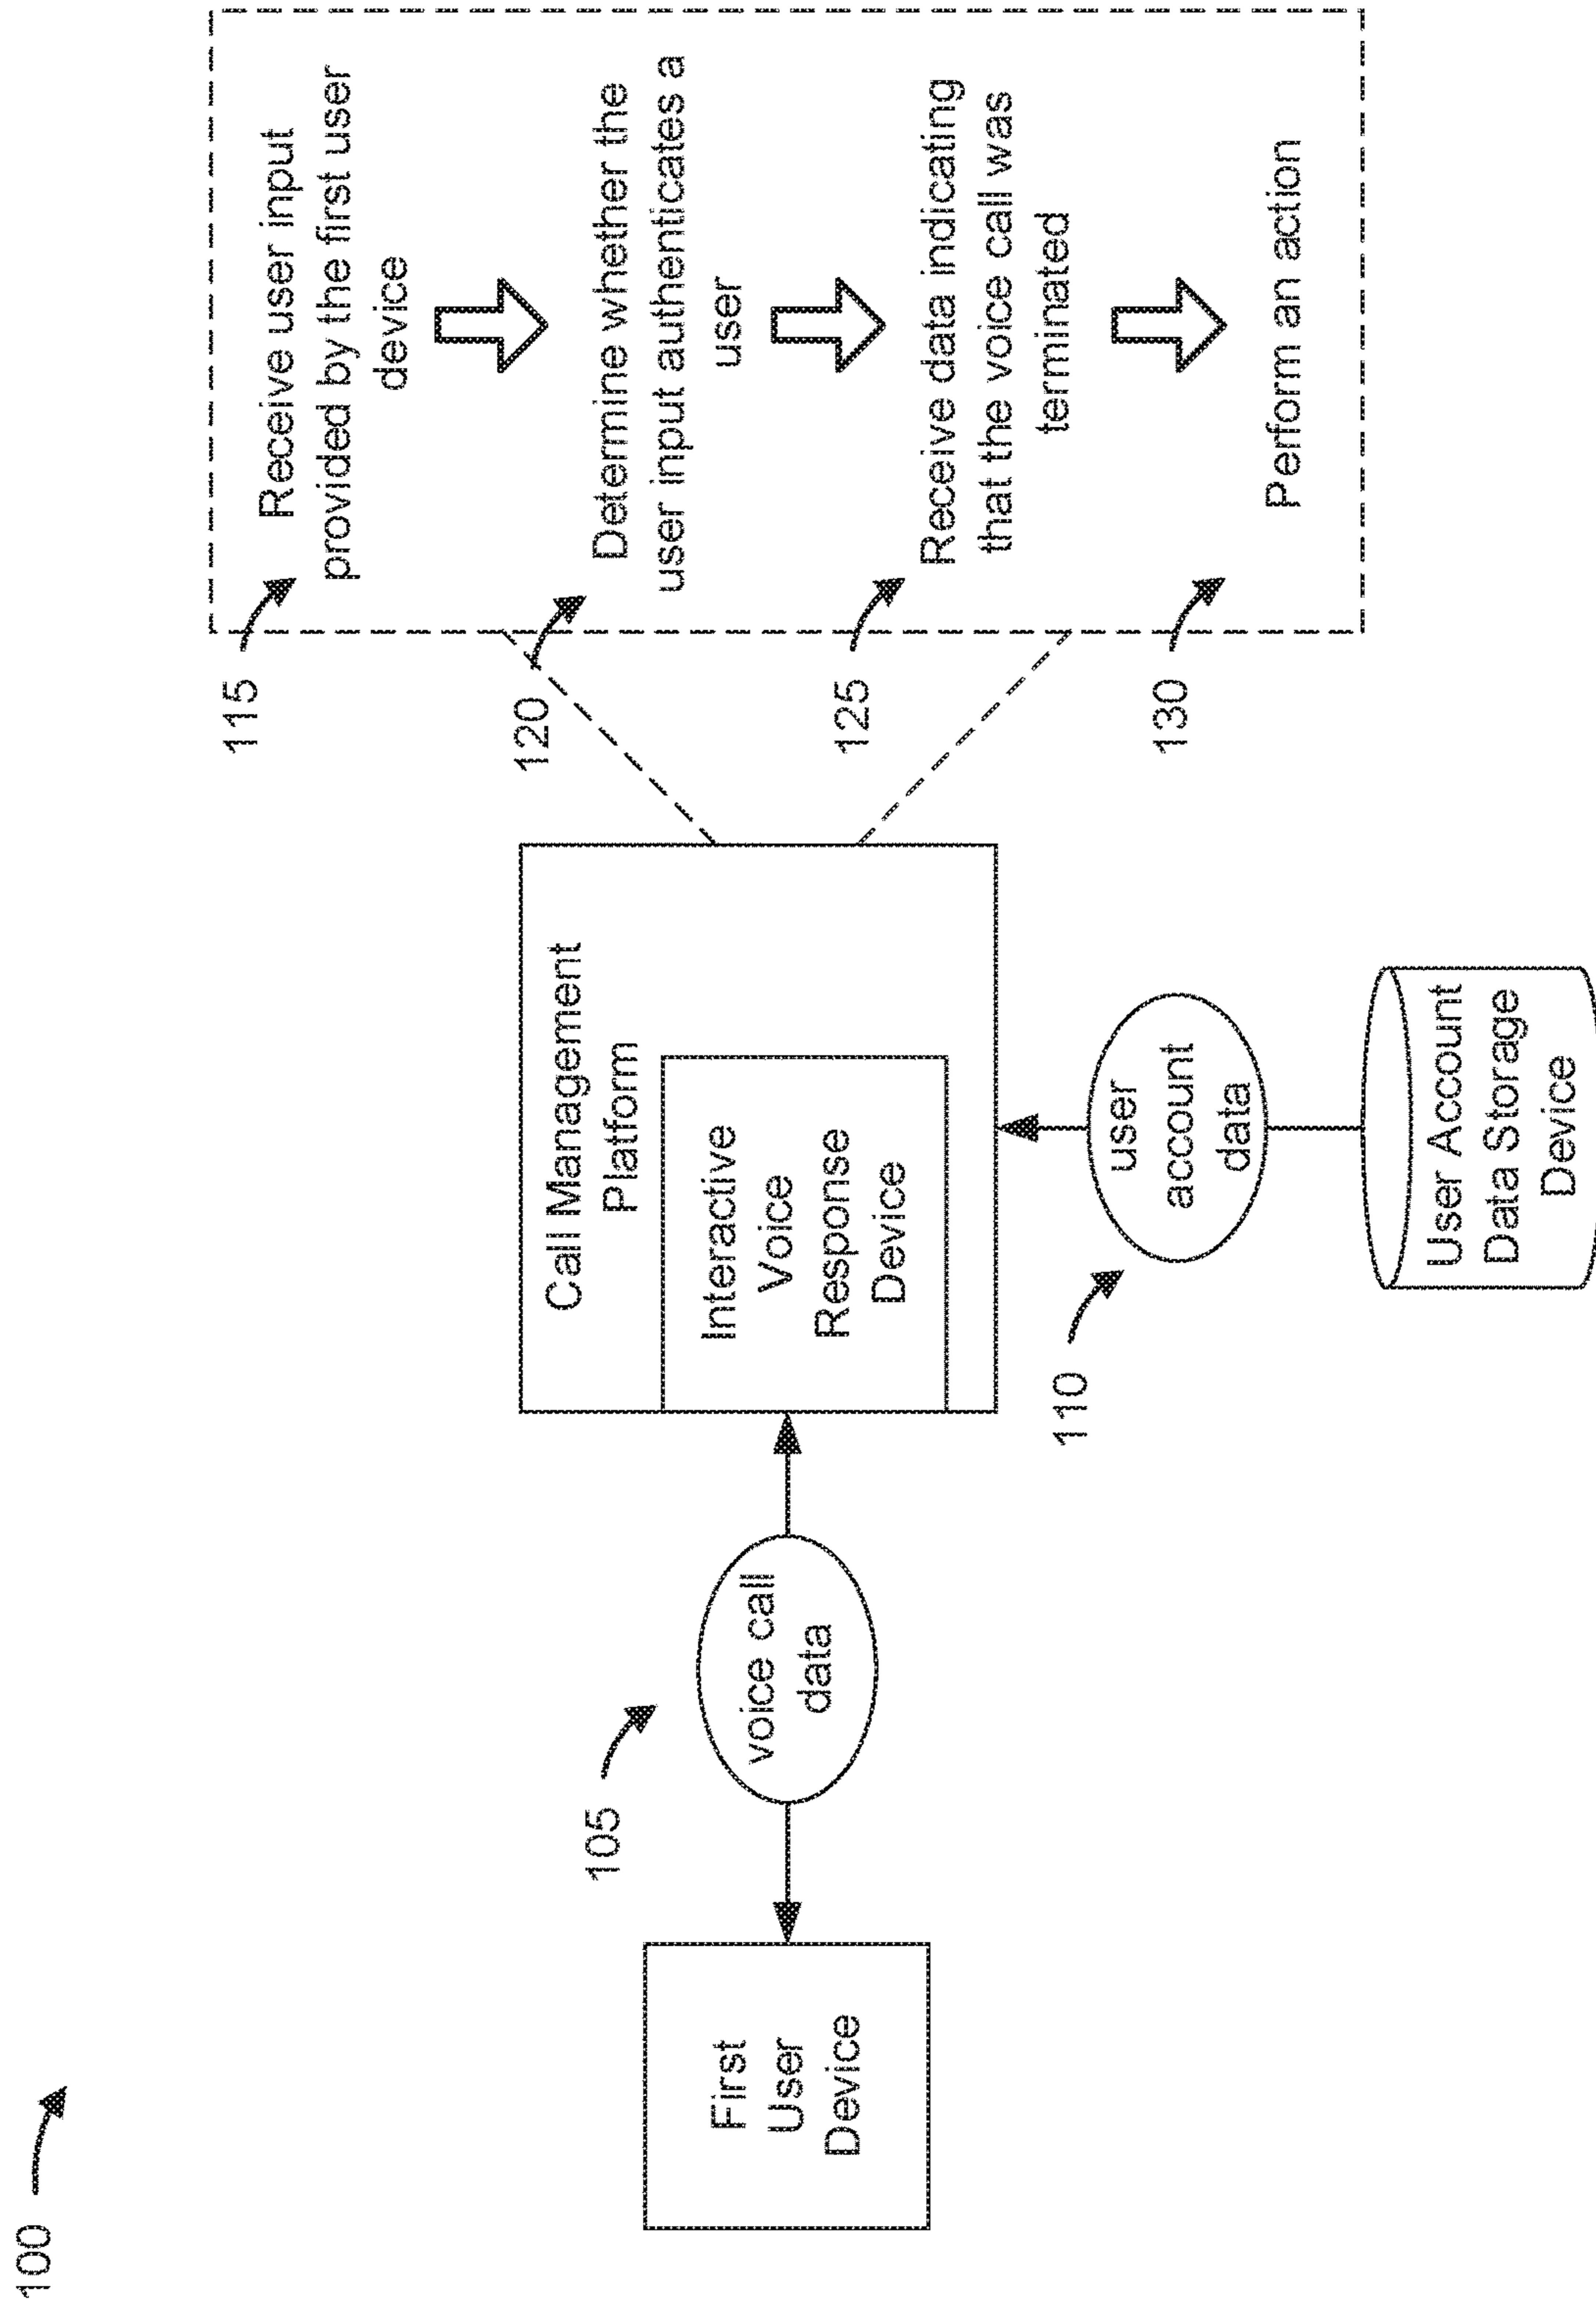 100
First
User
Device
105
voice call
data
Call Management
Platform
Interactive
Voice
Response
Device
110
user
account
data
User Account
Data Storage
Device
115
Receive user input
provided by the first user
device
120
Determine whether the
user input authenticates a
user
125
Receive data indicating
that the voice call was
terminated
130
Perform an action